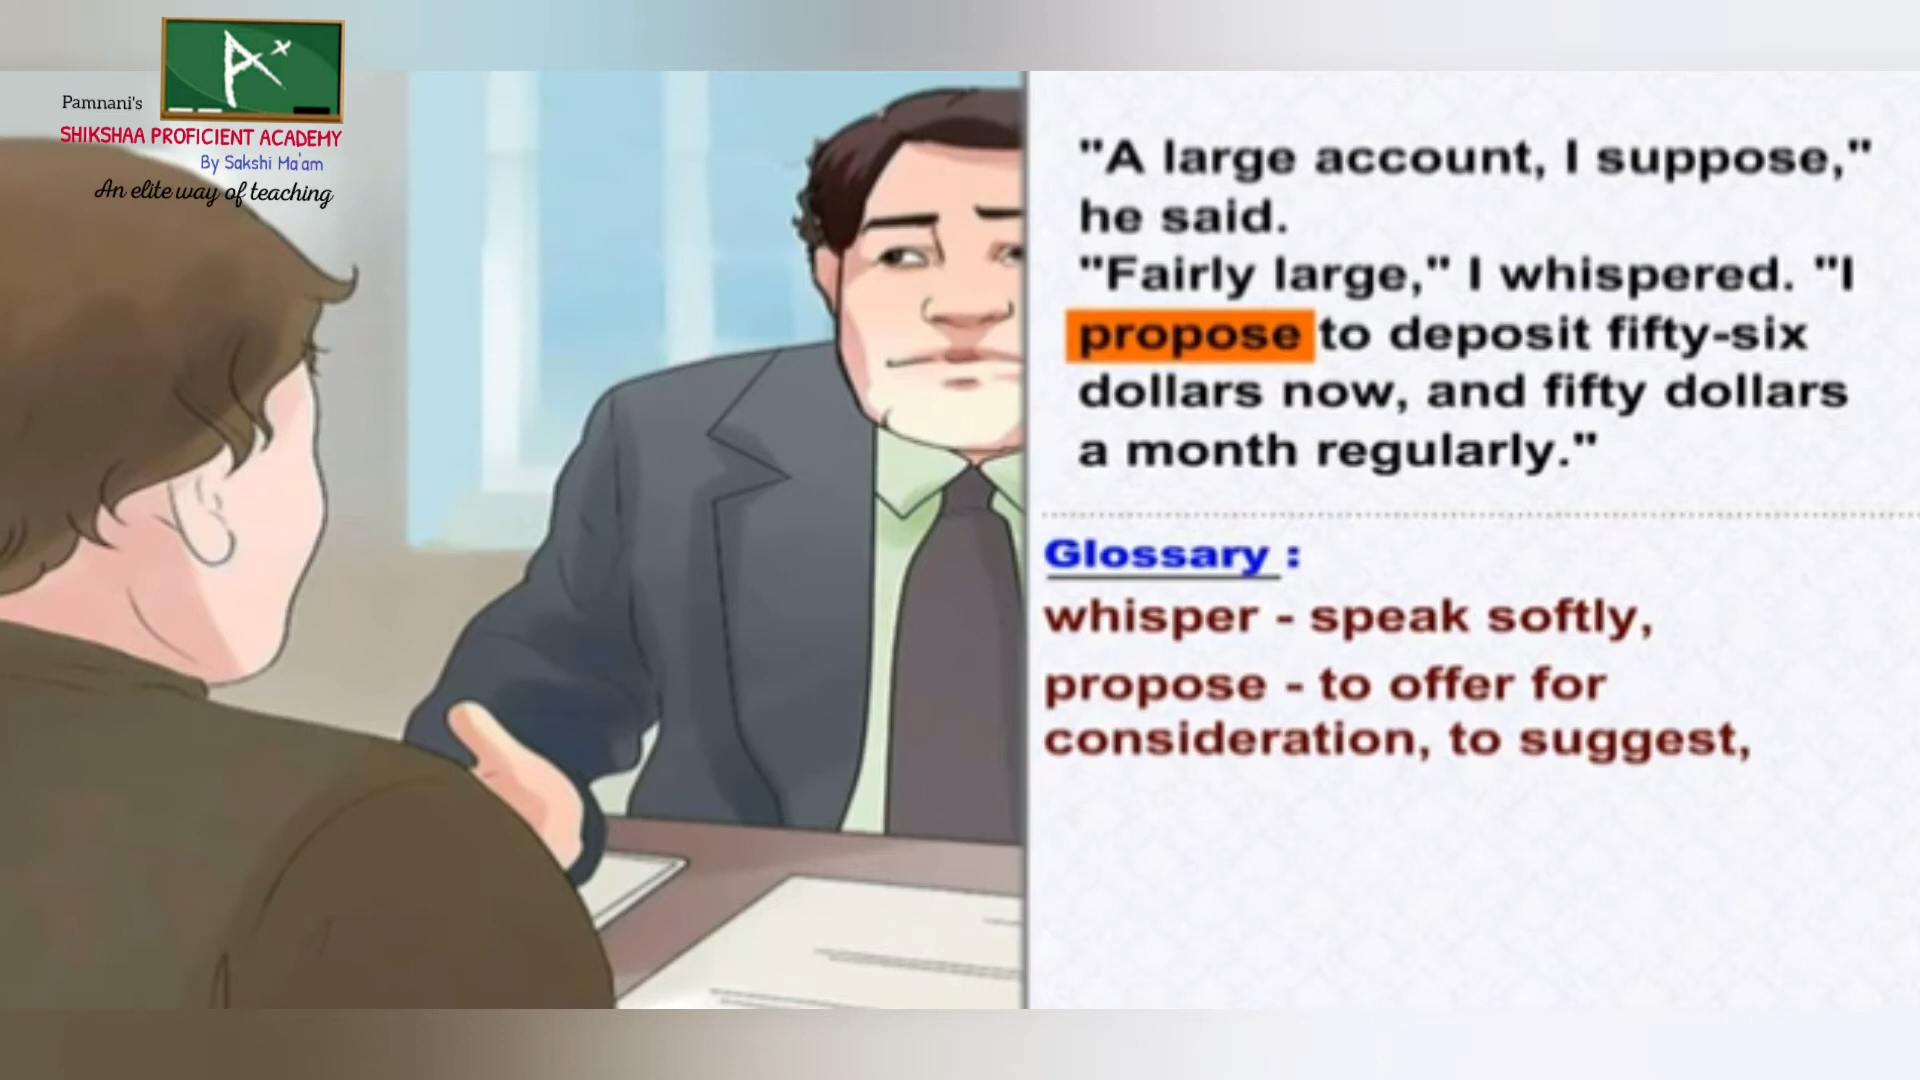 A+
Pamnani's
SHIKSHAA PROFICIENT ACADEMY
By Sakshi Ma'am
An elite way of teaching
"A large account, I suppose,"
he said.
"Fairly large," I whispered. "I
propose to deposit fifty-six
dollars now, and fifty dollars
a month regularly."
Glossary :
whisper - speak softly,
propose - to offer for
consideration, to suggest,